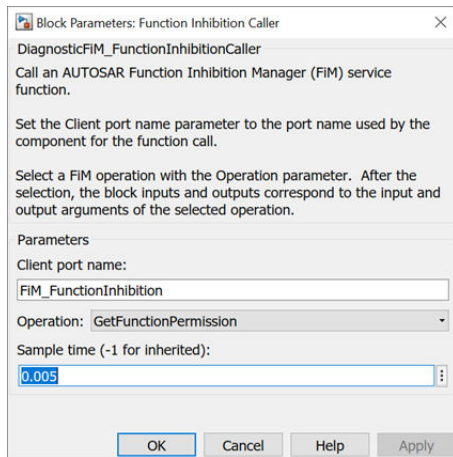 Block Parameters: Function Inhibition Caller
DiagnosticFiM_FunctionInhibitionCaller
Call an AUTOSAR Function Inhibition Manager (FiM) service
function.
Set the Client port name parameter to the port name used by the
component for the function call.
Select a FiM operation with the Operation parameter.  After the
selection, the block inputs and outputs correspond to the input and
output arguments of the selected operation.
Parameters
Client port name:
FiM_FunctionInhibition
Operation: GetFunctionPermission
Sample time (-1 for inherited):
0.005
OK Cancel Help Apply